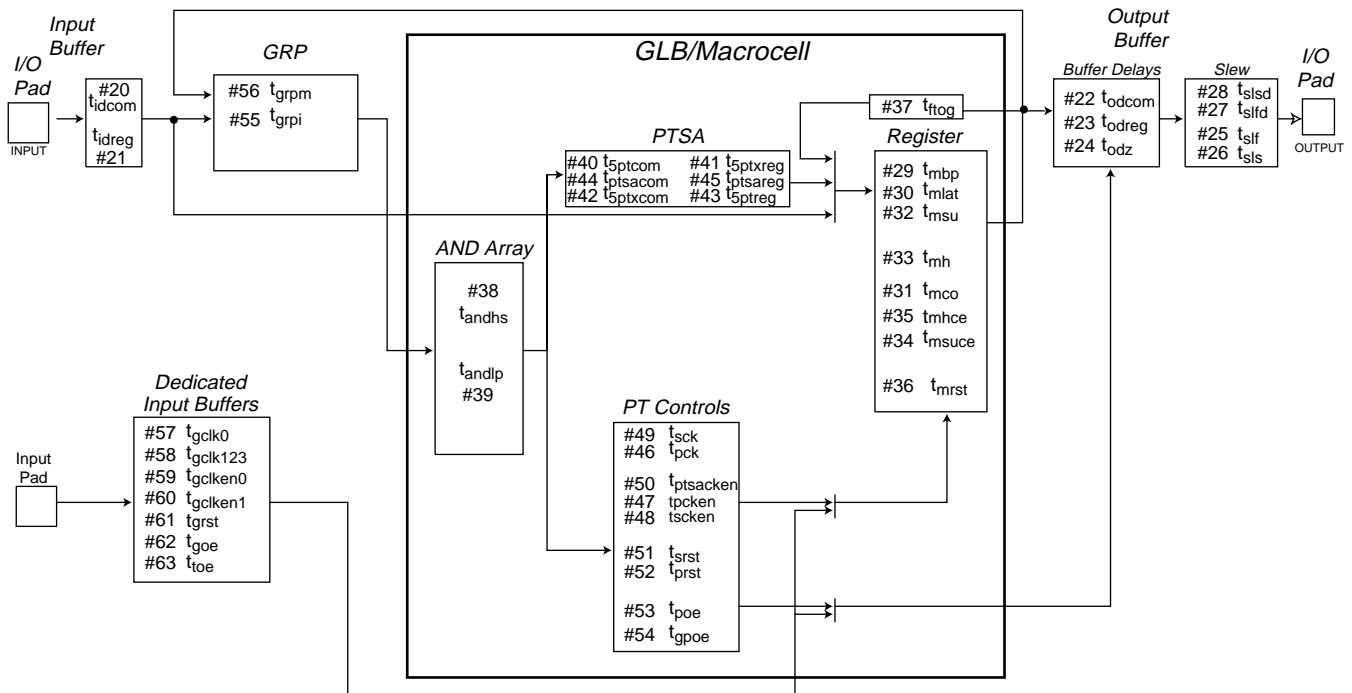 Input
Buffer
I/O
Pad
INPUT
#20
tidcom
tidreg
#21
GRP
#56 tgrpm
#55 tgrpi
GLB/Macrocell
#37 tftog
PTSA
#40 t5ptcom #41 t5ptxreg
#44 tptsacom #45 tptsareg
#42 t5ptxcom #43 t5ptreg
Register
#29 tmbp
#30 tmlat
#32 tmsu
#33 tmh
#31 tmco
#35 tmhce
#34 tmsuce
#36 tmrst
Output
Buffer
Buffer Delays
#22 todcom
#23 todreg
#24 todz
Slew
#28 tslsd
#27 tslfd
#25 tslf
#26 tsls
I/O
Pad
OUTPUT
AND Array
#38
tandhs
tandlp
#39
Dedicated
Input Buffers
Input
Pad
#57 tgclk0
#58 tgclk123
#59 tgclken0
#60 tgclken1
#61 tgrst
#62 tgoe
#63 ttoe
PT Controls
#49 tsck
#46 tpck
#50 tptsacken
#47 tpcken
#48 tscken
#51 tsrst
#52 tprst
#53 tpoe
#54 tgpoe